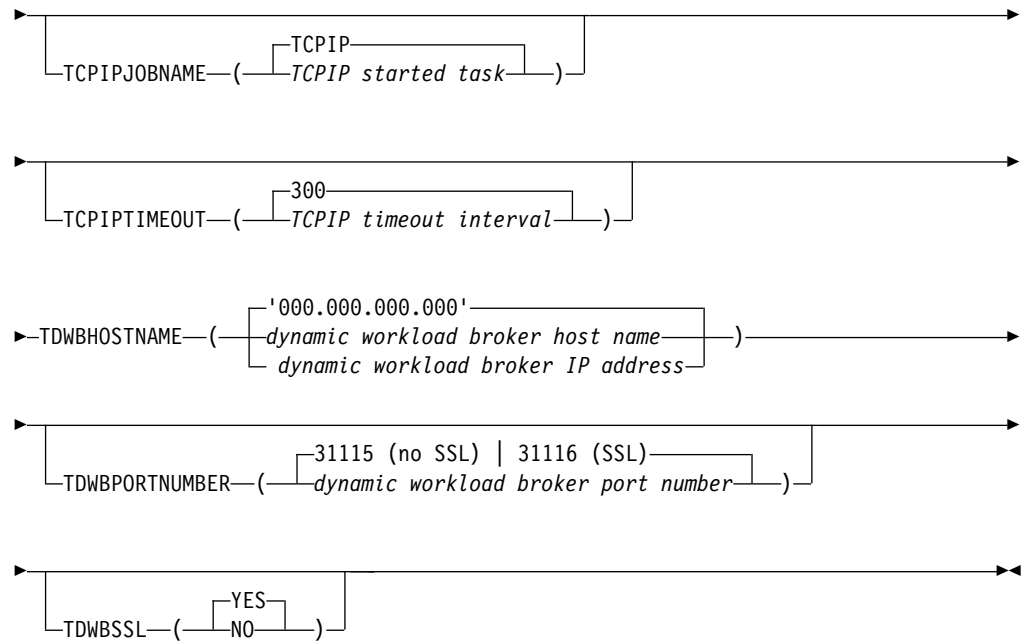 TCPIP
TCPIPJOBNAME ( TCPIP started task )
300
TCPIPTIMEOUT ( TCPIP timeout interval )
'000.000.000.000'
TDWBHOSTNAME ( dynamic workload broker host name )
dynamic workload broker IP address
31115 (no SSL) | 31116 (SSL)
TDWBPORTNUMBER ( dynamic workload broker port number )
YES
TDWBSSL ( NO )